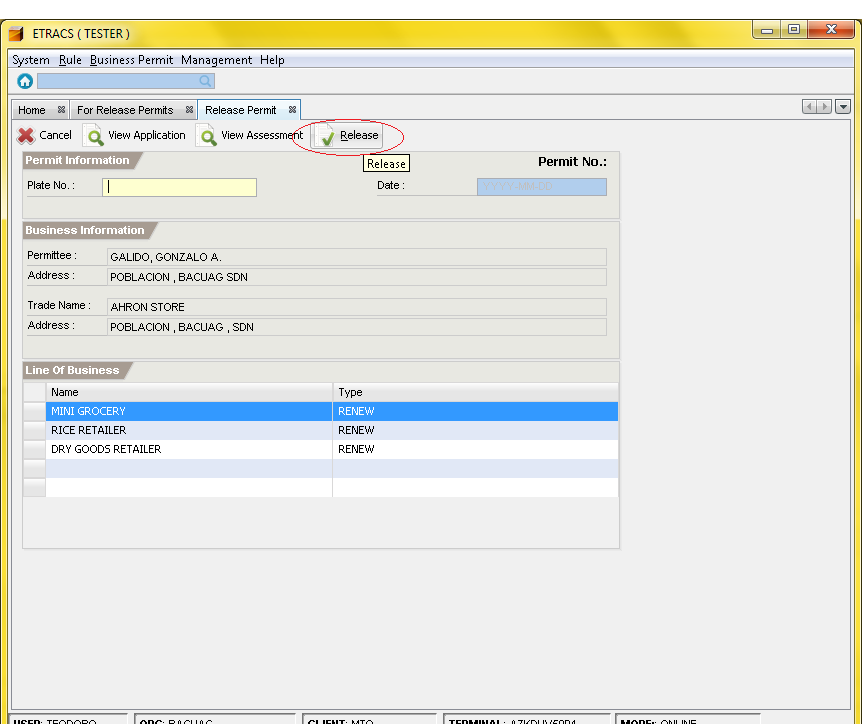 ETRACS ( TESTER )
System Rule Business Permit Management Help
Home For Release Permits Release Permit
Cancel View Application View Assessment Release
Release
Permit Information Permit No.:
Plate No. : Date : YYYY-MM-DD
Business Information
Permittee : GALIDO, GONZALO A.
Address : POBLACION , BACUAG SDN
Trade Name : AHRON STORE
Address : POBLACION , BACUAG , SDN
Line Of Business
Name Type
MINI GROCERY RENEW
RICE RETAILER RENEW
DRY GOODS RETAILER RENEW
USER: TEODORO ORG: BACUAG CLIENT: MTO TERMINAL: MODE: ONLINE